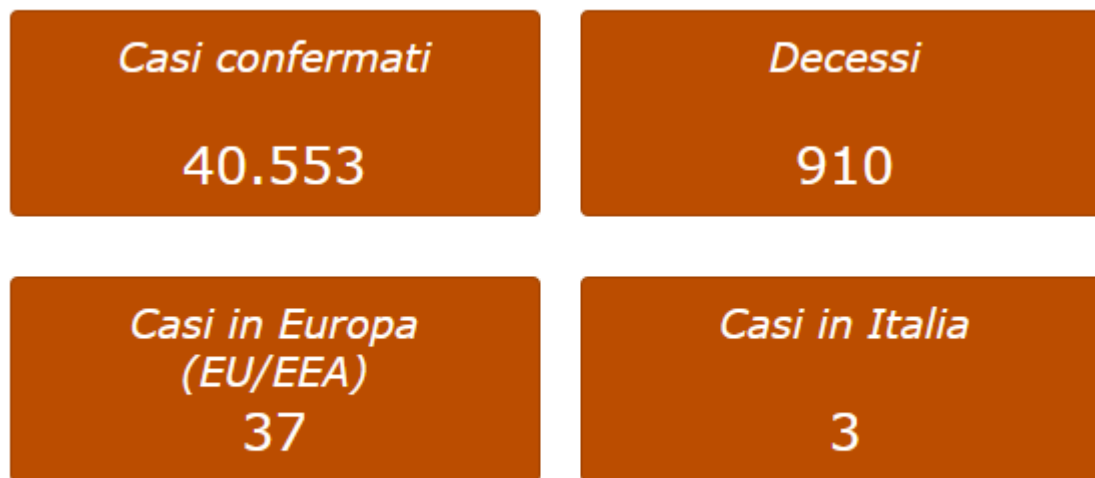 Casi confermati
40.553
Decessi
910
Casi in Europa
(EU/EEA)
37
Casi in Italia
3